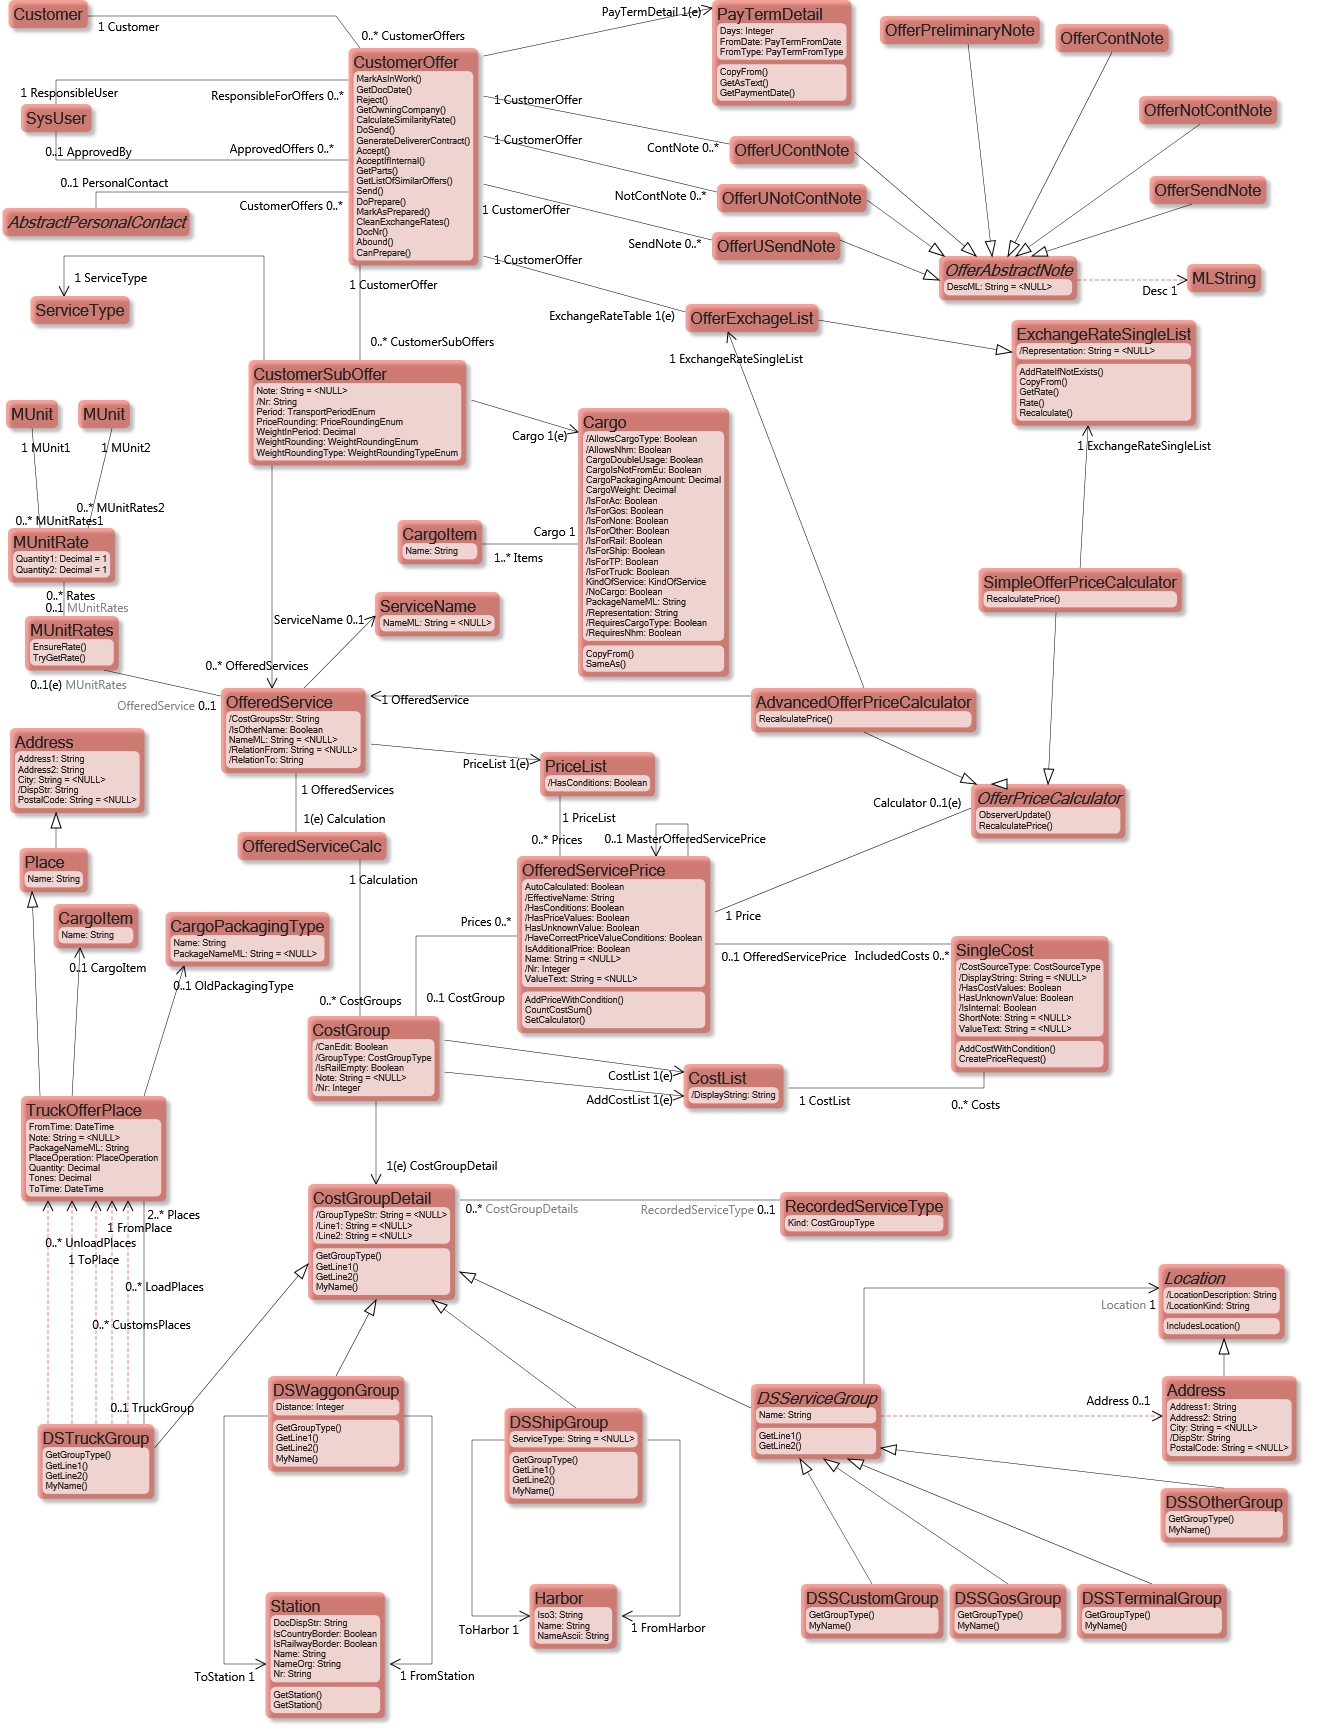 Customer
1 Customer
0..* CustomerOffers
CustomerOffer
MarkAsInWork()
GetDocDate()
Reject()
GetOwningCompany()
CalculateSimilarityRate()
DoSend()
GenerateDelivererContract()
Accept()
AcceptIfInternal()
GetParts()
GetListOfSimilarOffers()
Send()
DoPrepare()
MarkAsPrepared()
CleanExchangeRates()
DocNr()
Abound()
CanPrepare()
1 ResponsibleUser
ResponsibleForOffers 0..*
SysUser
0..1 ApprovedBy
ApprovedOffers 0..*
0..1 PersonalContact
CustomerOffers 0..*
AbstractPersonalContact
PayTermDetail 1(e)
PayTermDetail
Days: Integer
FromDate: PayTermFromDate
FromType: PayTermFromType
CopyFrom()
GetAsText()
GetPaymentDate()
1 CustomerOffer
ContNote 0..*
OfferUContNote
1 CustomerOffer
NotContNote 0..*
OfferUNotContNote
1 CustomerOffer
SendNote 0..*
OfferUSendNote
1 CustomerOffer
ExchangeRateTable 1(e)
OfferExchageList
OfferPreliminaryNote
OfferContNote
OfferNotContNote
OfferSendNote
OfferAbstractNote
DescML: String = <NULL>
Desc 1
MLString
1 ServiceType
ServiceType
1 CustomerOffer
0..* CustomerSubOffers
CustomerSubOffer
Note: String = <NULL>
/Nr: String
Period: TransportPeriodEnum
PriceRounding: PriceRoundingEnum
WeightInPeriod: Decimal
WeightRounding: WeightRoundingEnum
WeightRoundingType: WeightRoundingTypeEnum
1 ExchangeRateSingleList
ExchangeRateSingleList
/Representation: String = <NULL>
AddRateIfNotExists()
CopyFrom()
GetRate()
Rate()
Recalculate()
1 ExchangeRateSingleList
MUnit
MUnit
1 MUnit1
1 MUnit2
0..* MUnitRates2
0..* MUnitRates1
MUnitRate
Quantity1: Decimal = 1
Quantity2: Decimal = 1
0..* Rates
0..1 MUnitRates
MUnitRates
EnsureRate()
TryGetRate()
0..1(e) MUnitRates
OfferedService 0..1
Cargo 1(e)
Cargo
/AllowsCargoType: Boolean
/AllowsNhm: Boolean
CargoDoubleUsage: Boolean
CargoIsNotFromEu: Boolean
CargoPackagingAmount: Decimal
CargoWeight: Decimal
/IsForAc: Boolean
/IsForGos: Boolean
/IsForNone: Boolean
/IsForOther: Boolean
/IsForRail: Boolean
/IsForShip: Boolean
/IsForTP: Boolean
/IsForTruck: Boolean
KindOfService: KindOfService
/NoCargo: Boolean
PackageNameML: String
/Representation: String
/RequiresCargoType: Boolean
/RequiresNhm: Boolean
CopyFrom()
SameAs()
CargoItem
Name: String
Cargo 1
1..* Items
ServiceName 0..1
ServiceName
NameML: String = <NULL>
0..* OfferedServices
OfferedService
/CostGroupsStr: String
/IsOtherName: Boolean
NameML: String = <NULL>
/RelationFrom: String = <NULL>
/RelationTo: String
SimpleOfferPriceCalculator
RecalculatePrice()
1 OfferedService
AdvancedOfferPriceCalculator
RecalculatePrice()
Calculator 0..1(e)
OfferPriceCalculator
ObserverUpdate()
RecalculatePrice()
PriceList 1(e)
PriceList
/HasConditions: Boolean
1 PriceList
0..* Prices
0..1 MasterOfferedServicePrice
1 OfferedServices
1(e) Calculation
OfferedServiceCalc
1 Calculation
Address
Address1: String
Address2: String
City: String = <NULL>
/DispStr: String
PostalCode: String = <NULL>
Place
Name: String
CargoItem
Name: String
0..1 CargoItem
CargoPackagingType
Name: String
PackageNameML: String = <NULL>
0..1 OldPackagingType
OfferedServicePrice
AutoCalculated: Boolean
/EffectiveName: String
/HasConditions: Boolean
/HasPriceValues: Boolean
HasUnknownValue: Boolean
/HaveCorrectPriceValueConditions: Boolean
IsAdditionalPrice: Boolean
Name: String = <NULL>
/Nr: Integer
ValueText: String = <NULL>
AddPriceWithCondition()
CountCostSum()
SetCalculator()
Prices 0..*
0..1 CostGroup
1 Price
0..1 OfferedServicePrice
IncludedCosts 0..*
SingleCost
/CostSourceType: CostSourceType
/DisplayString: String = <NULL>
/HasCostValues: Boolean
HasUnknownValue: Boolean
/IsInternal: Boolean
ShortNote: String = <NULL>
ValueText: String = <NULL>
AddCostWithCondition()
CreatePriceRequest()
0..* CostGroups
CostGroup
/CanEdit: Boolean
/GroupType: CostGroupType
/IsRailEmpty: Boolean
Note: String = <NULL>
/Nr: Integer
CostList 1(e)
AddCostList 1(e)
CostList
/DisplayString: String
1 CostList
0..* Costs
TruckOfferPlace
FromTime: DateTime
Note: String = <NULL>
PackageNameML: String
PlaceOperation: PlaceOperation
Quantity: Decimal
Tones: Decimal
ToTime: DateTime
2..* Places
1 FromPlace
0..* UnloadPlaces
1 ToPlace
0..* LoadPlaces
0..* CustomsPlaces
0..1 TruckGroup
DSTruckGroup
GetGroupType()
GetLine1()
GetLine2()
MyName()
1(e) CostGroupDetail
CostGroupDetail
/GroupTypeStr: String = <NULL>
/Line1: String = <NULL>
/Line2: String = <NULL>
GetGroupType()
GetLine1()
GetLine2()
MyName()
0..* CostGroupDetails
RecordedServiceType 0..1
RecordedServiceType
Kind: CostGroupType
DSWaggonGroup
Distance: Integer
GetGroupType()
GetLine1()
GetLine2()
MyName()
DSShipGroup
ServiceType: String = <NULL>
GetGroupType()
GetLine1()
GetLine2()
MyName()
DSServiceGroup
Name: String
GetLine1()
GetLine2()
Location 1
Location
/LocationDescription: String
/LocationKind: String
IncludesLocation()
Address 0..1
Address
Address1: String
Address2: String
City: String = <NULL>
/DispStr: String
PostalCode: String = <NULL>
DSSOtherGroup
GetGroupType()
MyName()
DSSCustomGroup
GetGroupType()
MyName()
DSSGosGroup
GetGroupType()
MyName()
DSSTerminalGroup
GetGroupType()
MyName()
Station
DocDispStr: String
IsCountryBorder: Boolean
IsRailwayBorder: Boolean
Name: String
NameOrg: String
Nr: String
GetStation()
GetStation()
ToStation 1
1 FromStation
Harbor
Iso3: String
Name: String
NameAscii: String
ToHarbor 1
1 FromHarbor